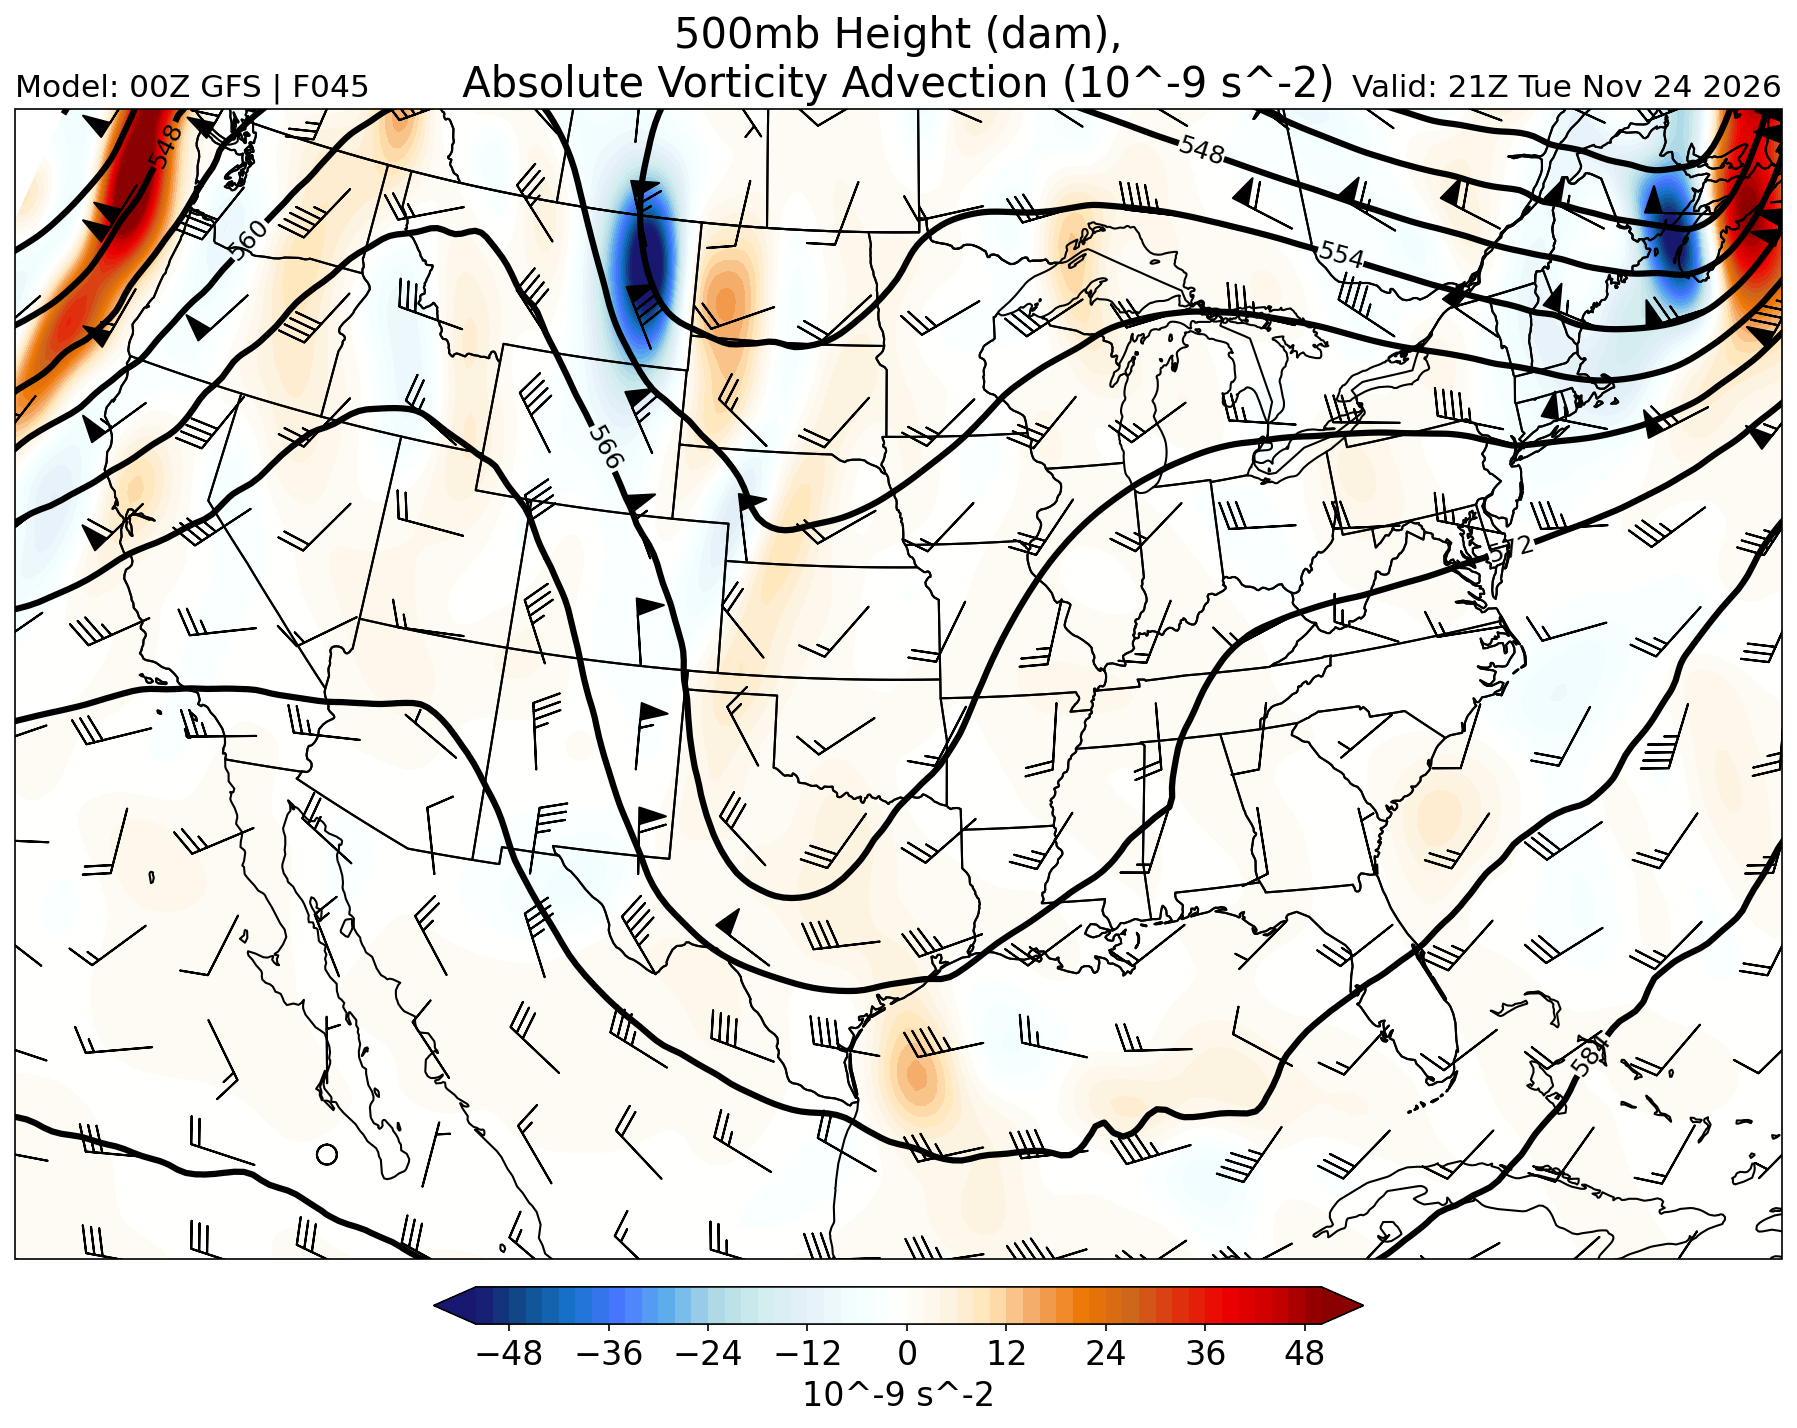 500mb Height (dam),
Model: 00Z GFS | F045
Absolute Vorticity Advection (10^-9 s^-2)
Valid: 21Z Tue Nov 24 2026
548
548
560
554
566
572
584
−48 −36 −24 −12 0 12 24 36 48
10^-9 s^-2